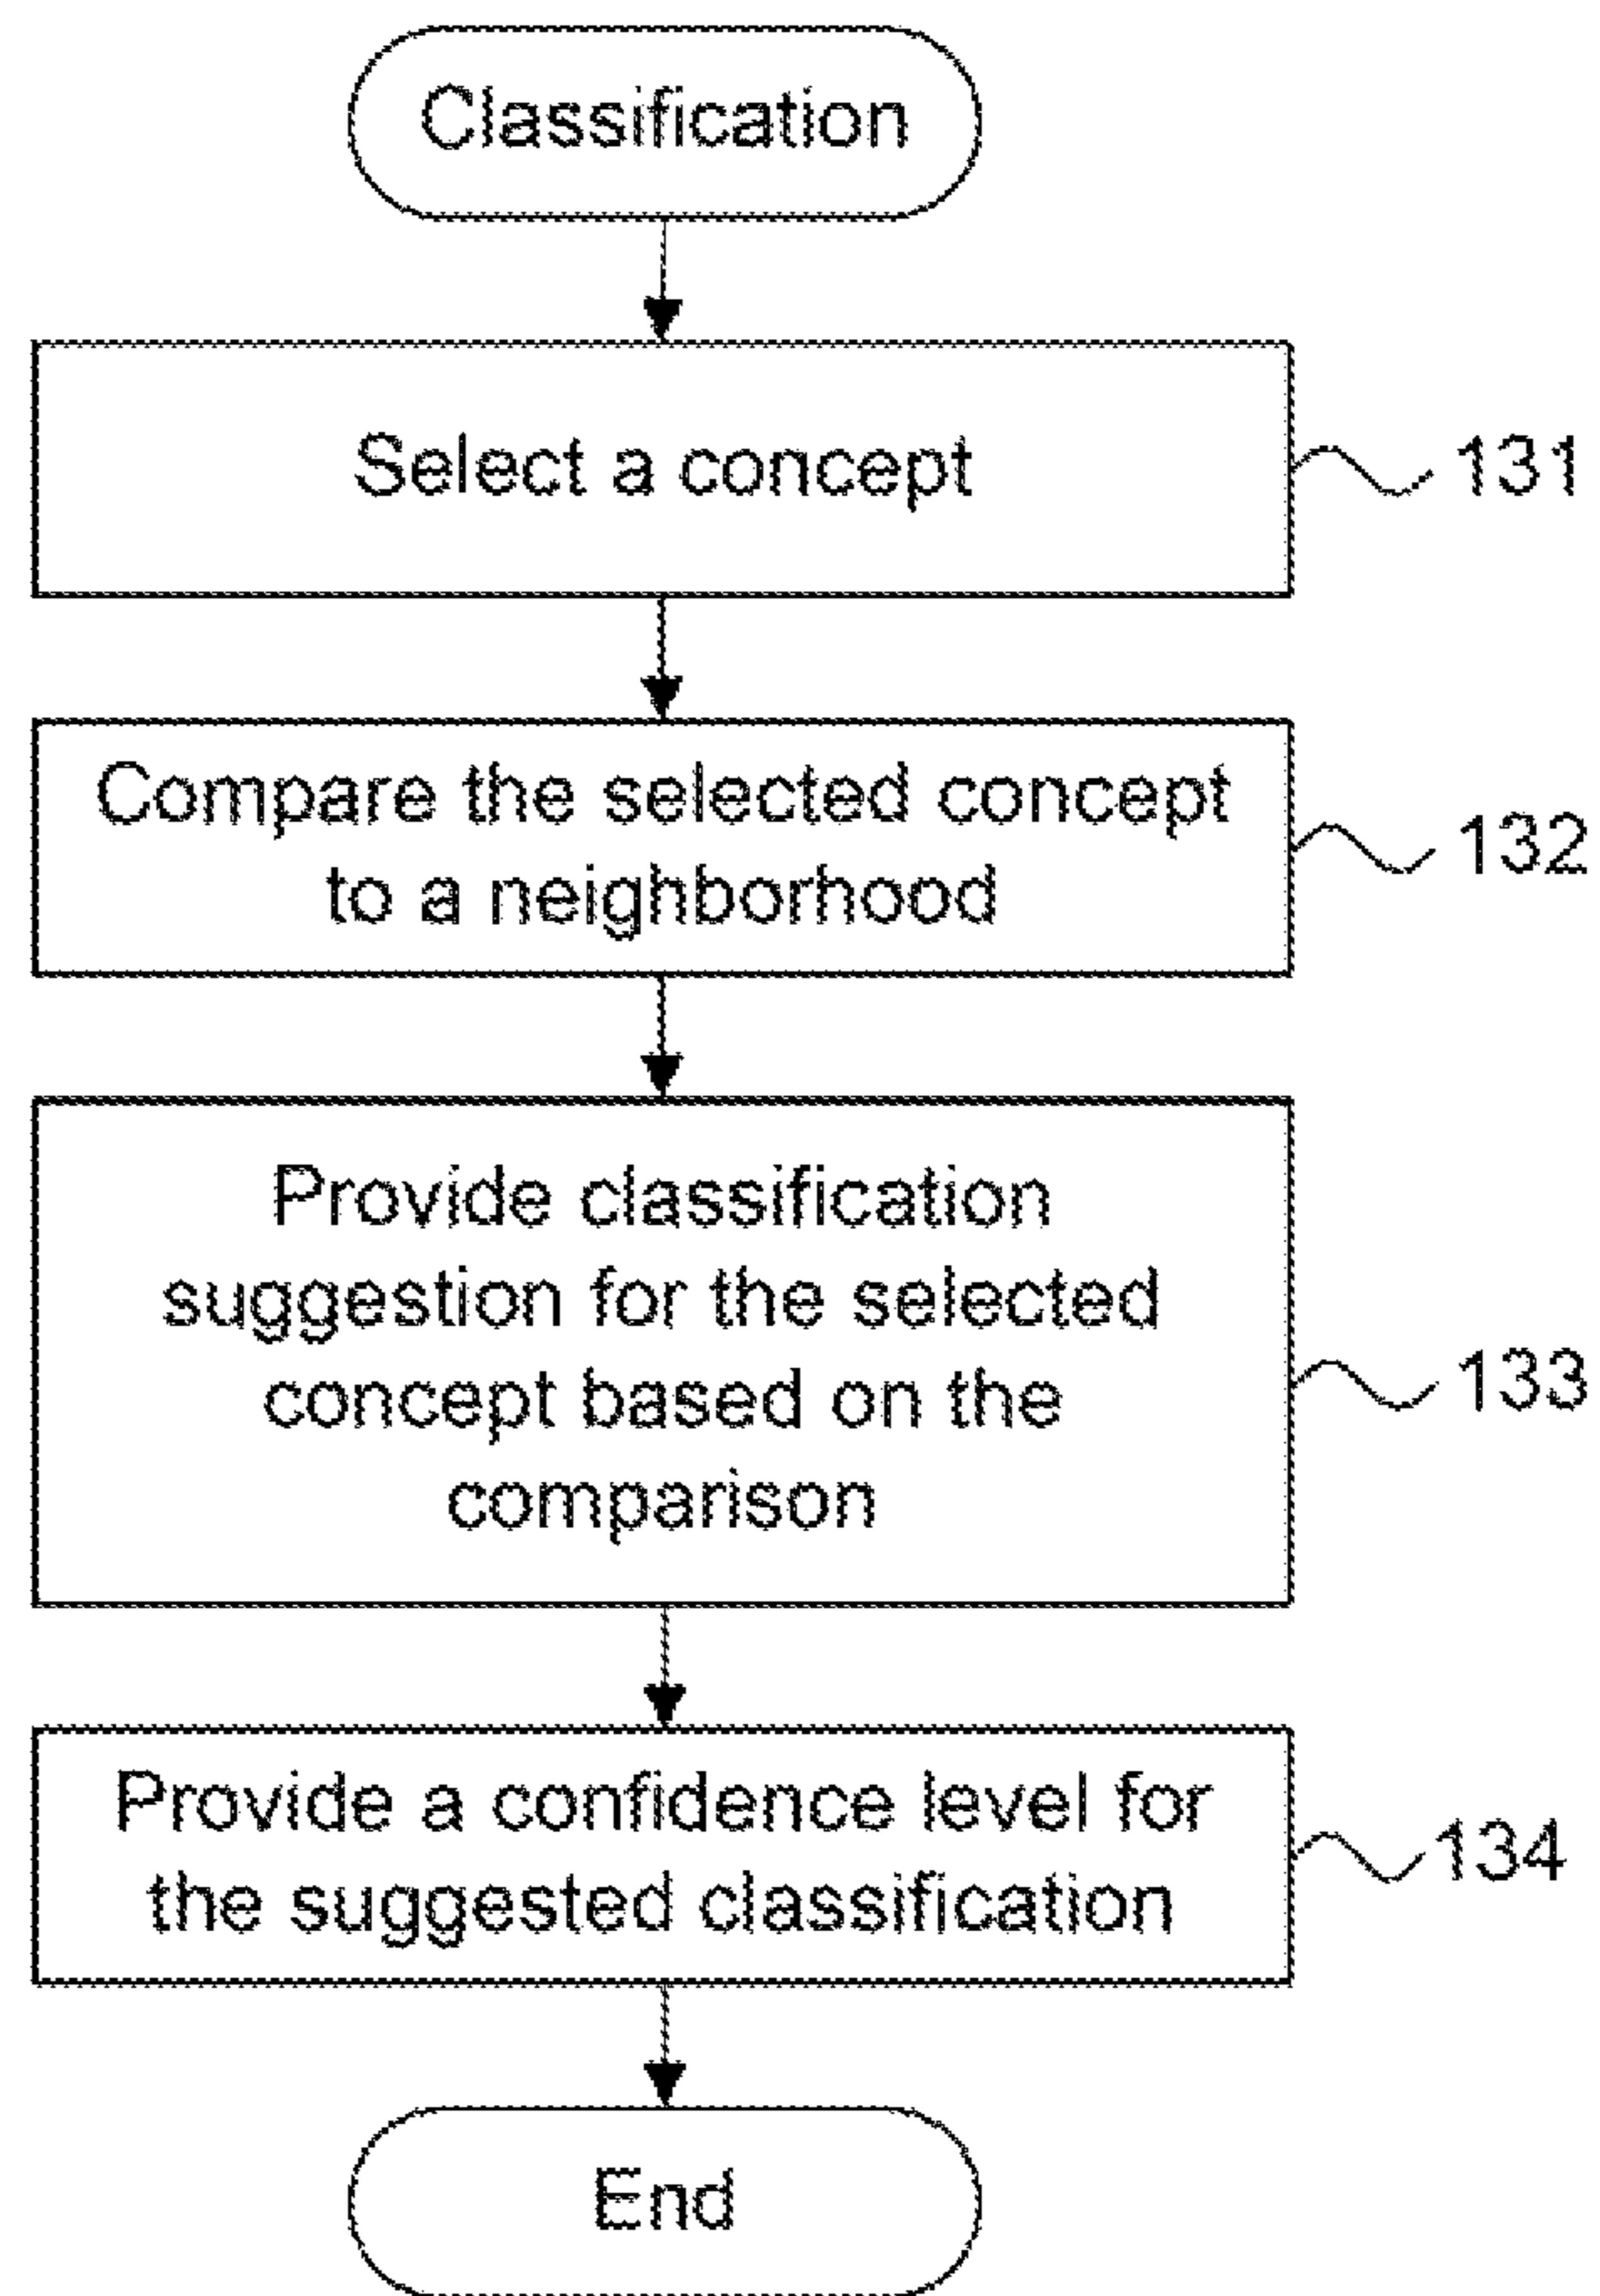 Classification
Select a concept
131
Compare the selected concept
to a neighborhood
132
Provide classification
suggestion for the selected
concept based on the
comparison
133
Provide a confidence level for
the suggested classification
134
End